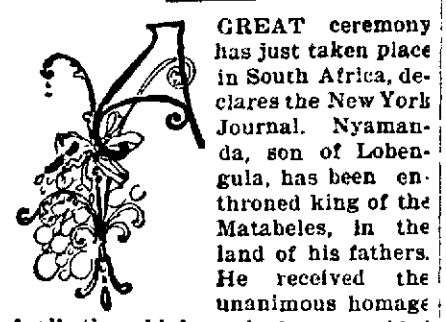 A GREAT ceremony
has just taken place
in South Africa, de-
clares the New York
Journal. Nyaman-
da, son of Loben-
gula, has been en-
throned king of the
Matabeles, in the
land of his fathers.
He received the
unanimous homage